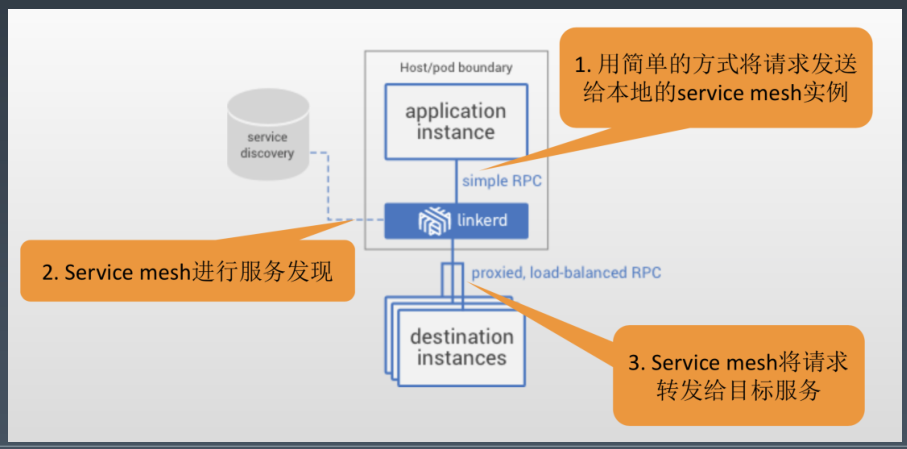 Host/pod boundary
application
instance
1. 用简单的方式将请求发送
给本地的service mesh实例
service
discovery
simple RPC
linkerd
2. Service mesh进行服务发现
proxied, load-balanced RPC
destination
instances
3. Service mesh将请求
转发给目标服务